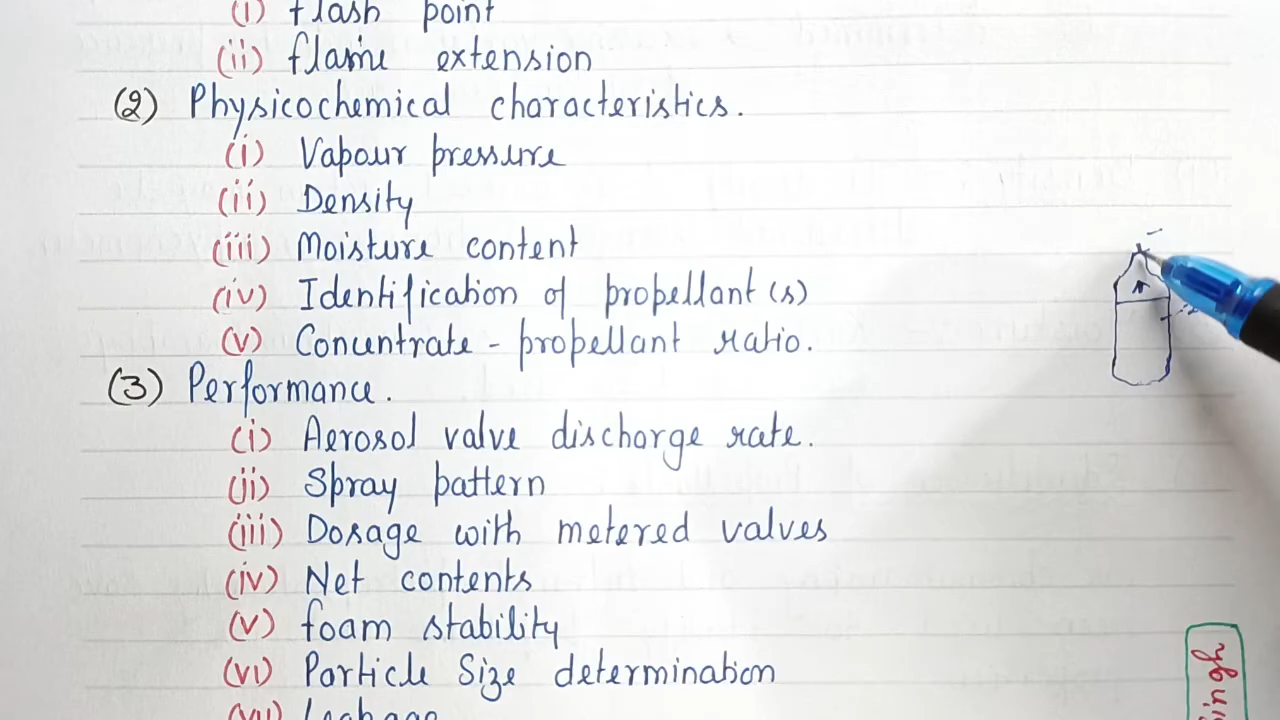 (i) flash point
(ii) flame extension
(2) Physicochemical characteristics.
(i) Vapour pressure
(ii) Density
(iii) Moisture content
(iv) Identification of propellant(s)
(v) Concentrate - propellant ratio.
(3) Performance.
(i) Aerosol valve discharge rate.
(ii) Spray pattern
(iii) Dosage with metered valves
(iv) Net contents
(v) foam stability
(vi) Particle Size determination
(vii) Leakage